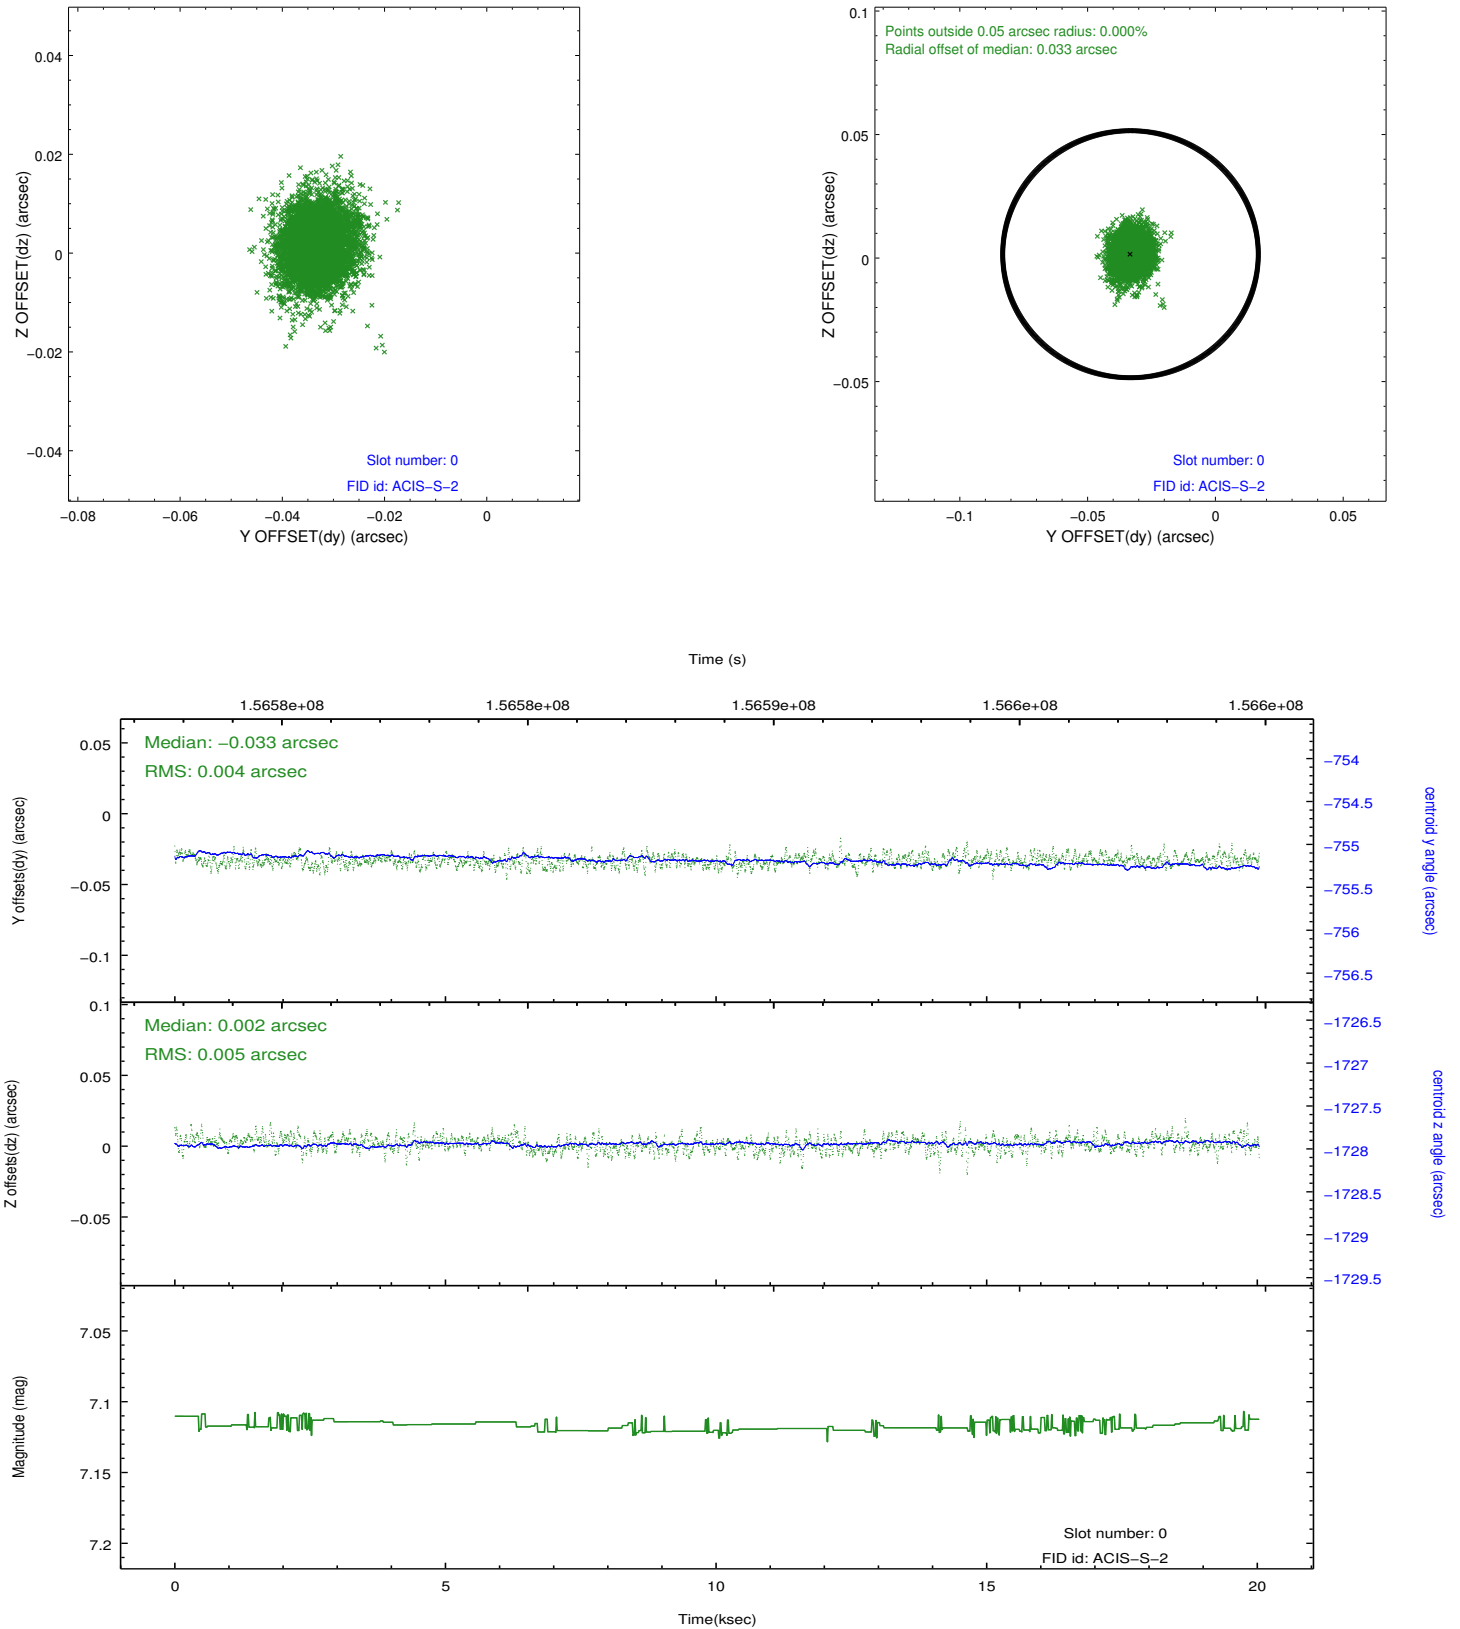 0.04
0.02
0
−0.02
−0.04
Z OFFSET(dz) (arcsec)
Slot number: 0
FID id: ACIS−S−2
−0.08 −0.06 −0.04 −0.02 0
Y OFFSET(dy) (arcsec)
Points outside 0.05 arcsec radius: 0.000%
Radial offset of median: 0.033 arcsec
0.1
0.05
0
−0.05
Z OFFSET(dz) (arcsec)
Slot number: 0
FID id: ACIS−S−2
−0.1 −0.05 0 0.05
Y OFFSET(dy) (arcsec)
Time (s)
1.5658e+08 1.5658e+08 1.5659e+08 1.566e+08 1.566e+08
Median: −0.033 arcsec
RMS: 0.004 arcsec
0.05
0
−0.05
−0.1
Y offsets(dy) (arcsec)
−754
−754.5
−755
−755.5
−756
−756.5
centroid y angle (arcsec)
Median: 0.002 arcsec
RMS: 0.005 arcsec
0.1
0.05
0
−0.05
Z offsets(dz) (arcsec)
−1726.5
−1727
−1727.5
−1728
−1728.5
−1729
−1729.5
centroid z angle (arcsec)
7.05
7.1
7.15
7.2
Magnitude (mag)
Slot number: 0
FID id: ACIS−S−2
0 5 10 15 20
Time(ksec)